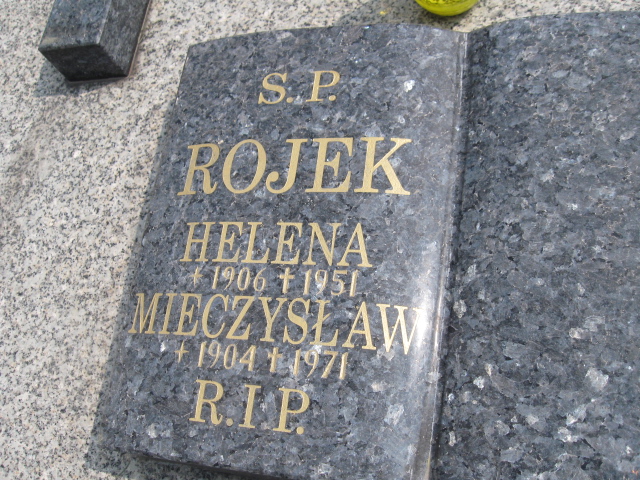 S.P.
ROJEK
HELENA
+ 1906 + 1951
MIECZYSŁAW
+ 1904 + 1971
R.I.P.